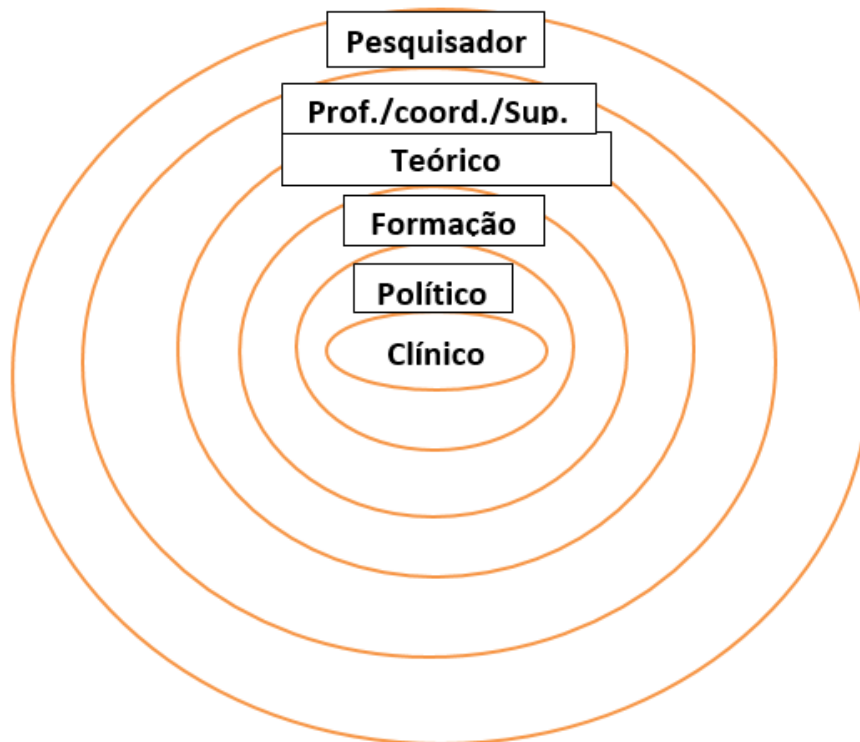 Pesquisador
Prof./coord./Sup.
Teórico
Formação
Político
Clínico